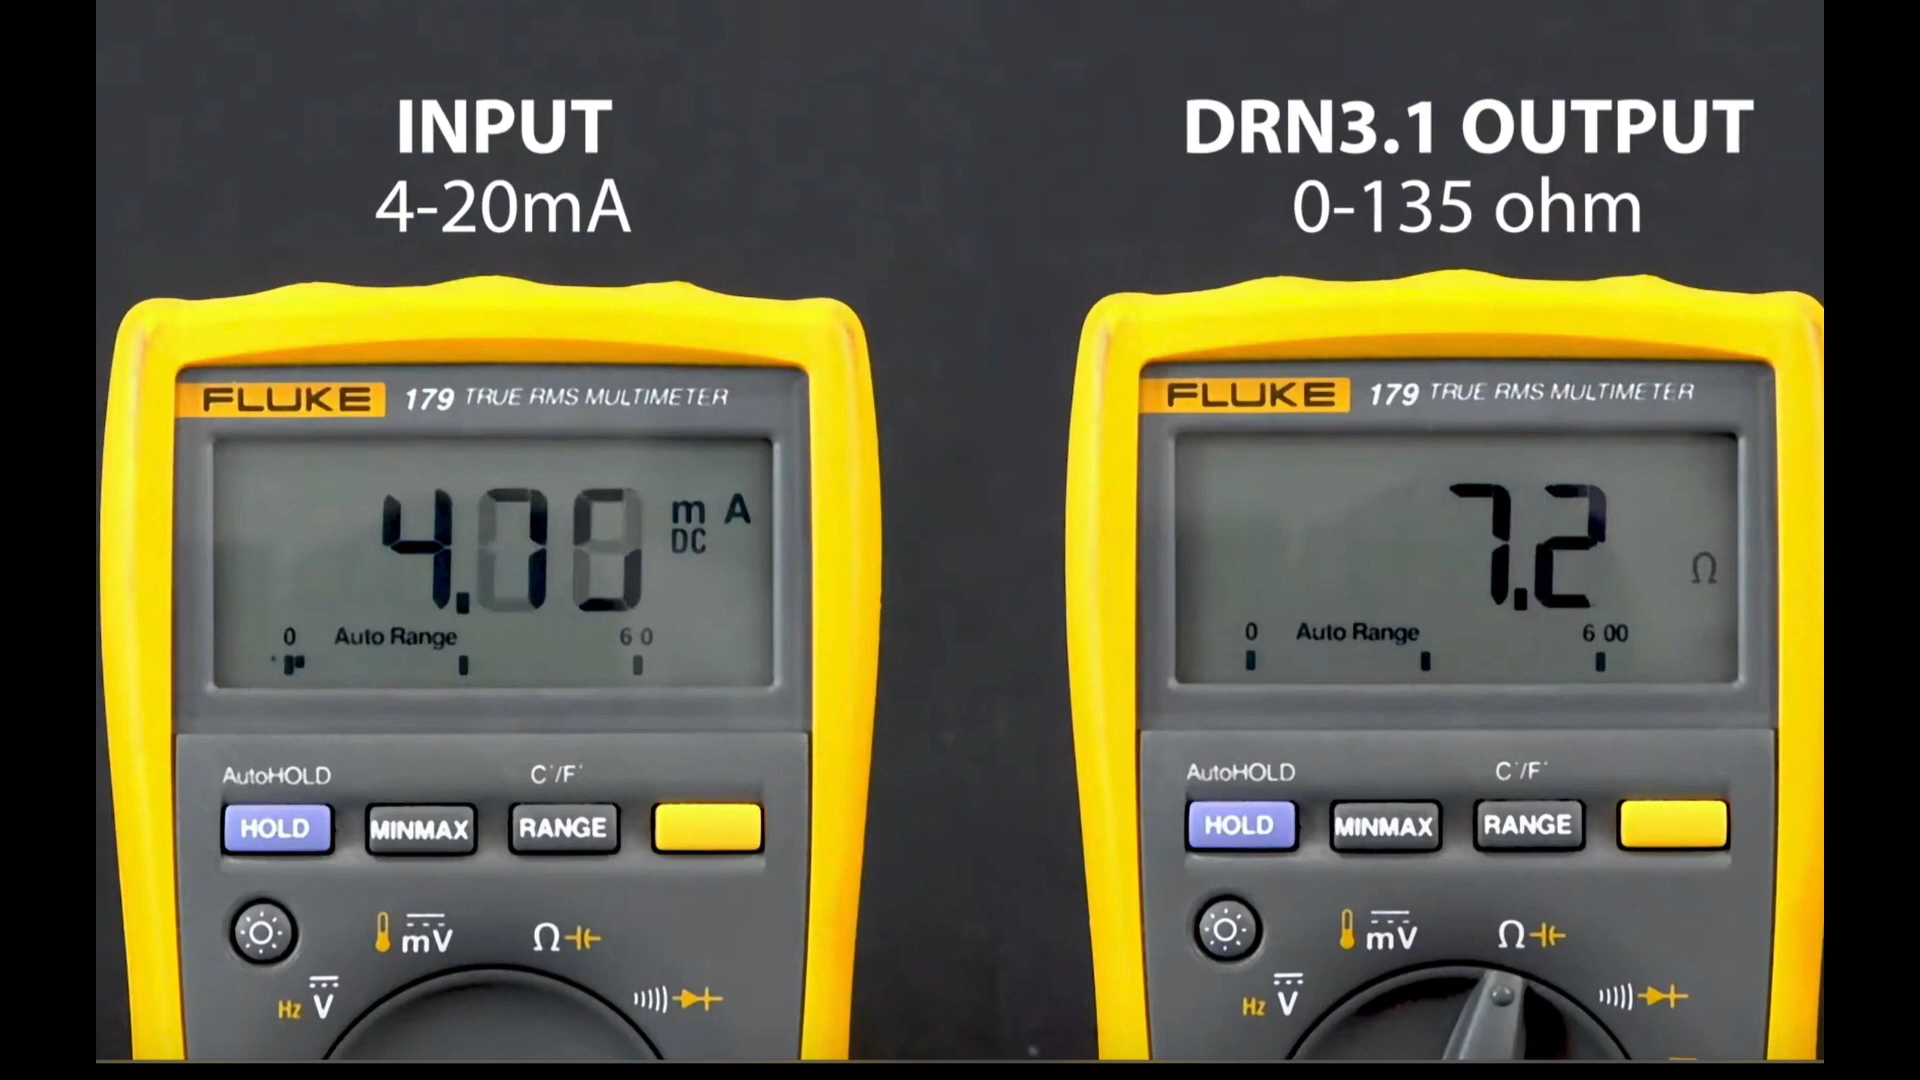 INPUT
4-20mA
DRN3.1 OUTPUT
0-135 ohm
FLUKE 179 TRUE RMS MULTIMETER
mA
DC
0 Auto Range 60
AutoHOLD C°/F°
HOLD MINMAX RANGE
mV Ω
Hz V
FLUKE 179 TRUE RMS MULTIMETER
7.2 Ω
0 Auto Range 600
AutoHOLD C°/F°
HOLD MINMAX RANGE
mV Ω
Hz V